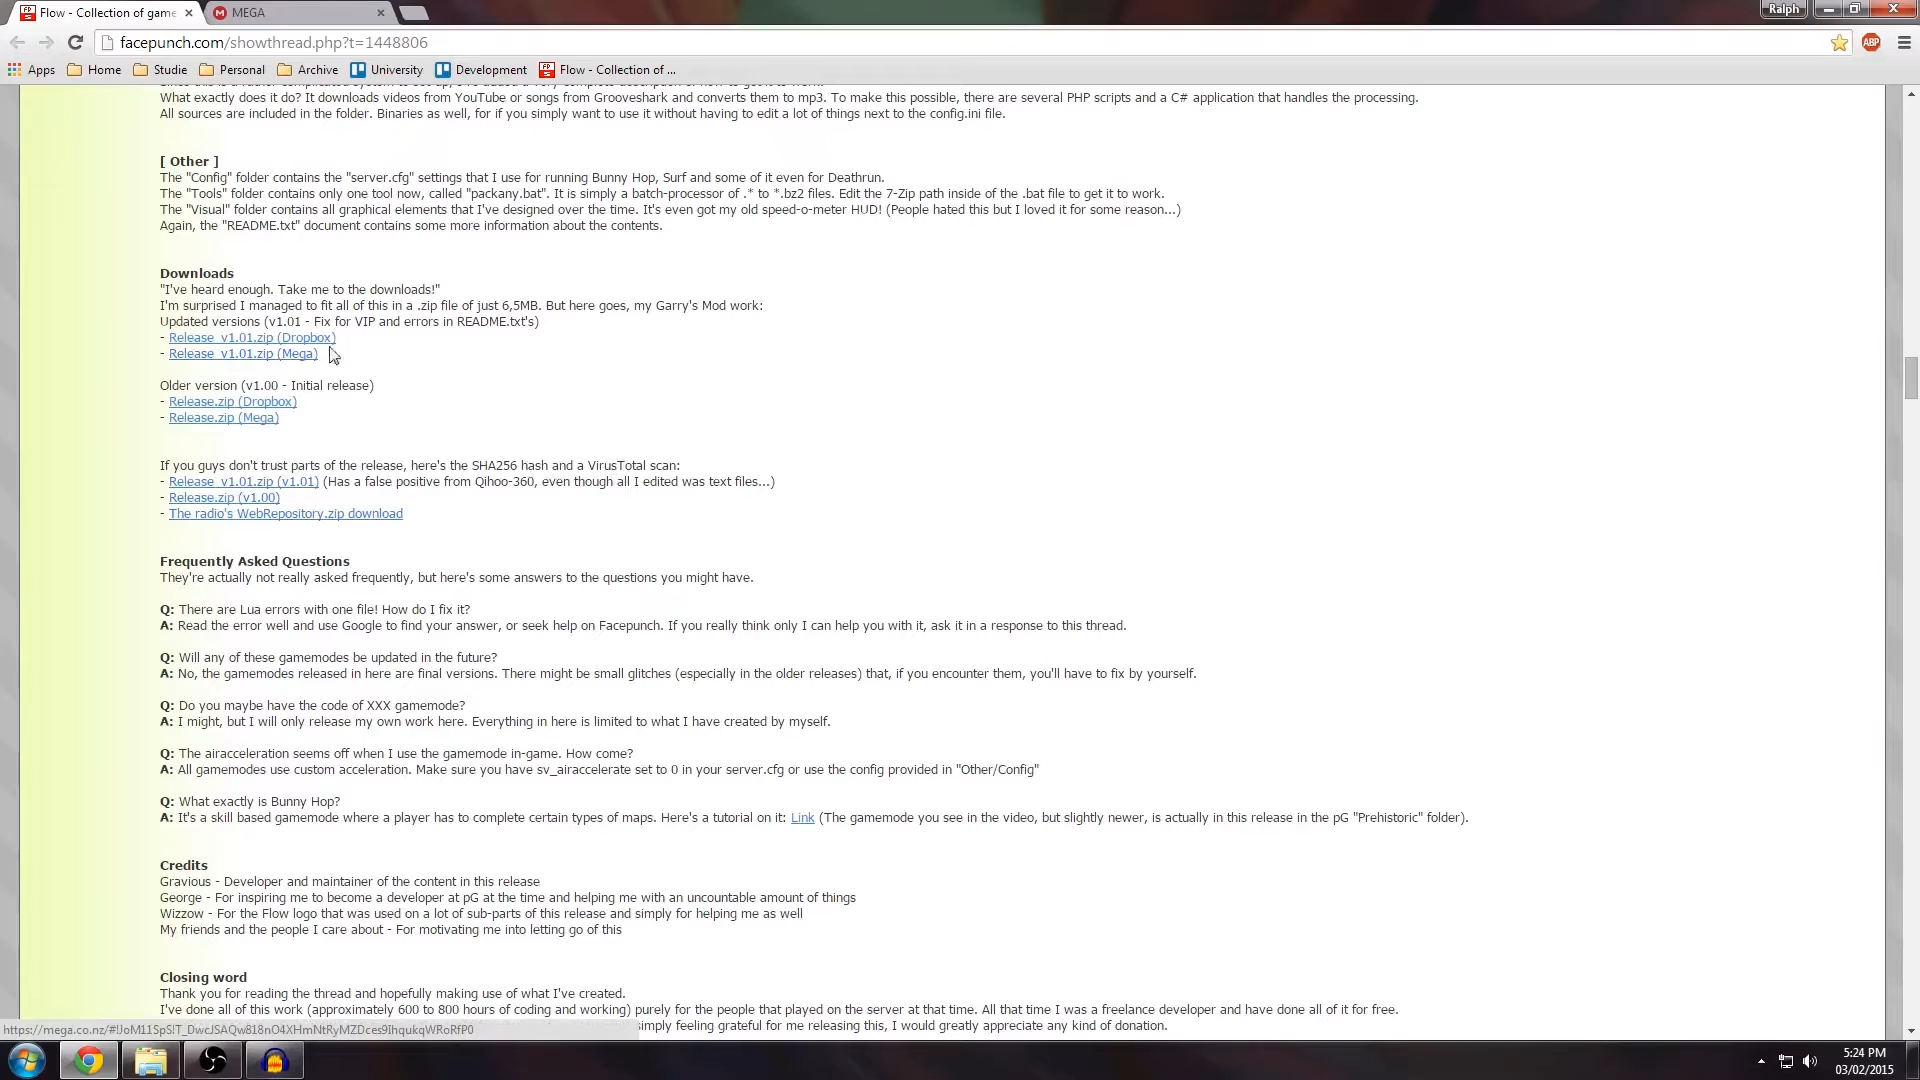 Flow - Collection of game
MEGA
Ralph
facepunch.com/showthread.php?t=1448806
ABP
Apps
Home
Studie
Personal
Archive
University
Development
Flow - Collection of ...
What exactly does it do? It downloads videos from YouTube or songs from Grooveshark and converts them to mp3. To make this possible, there are several PHP scripts and a C# application that handles the processing.
All sources are included in the folder. Binaries as well, for if you simply want to use it without having to edit a lot of things next to the config.ini file.
[ Other ]
The "Config" folder contains the "server.cfg" settings that I use for running Bunny Hop, Surf and some of it even for Deathrun.
The "Tools" folder contains only one tool now, called "packany.bat". It is simply a batch-processor of .* to *.bz2 files. Edit the 7-Zip path inside of the .bat file to get it to work.
The "Visual" folder contains all graphical elements that I've designed over the time. It's even got my old speed-o-meter HUD! (People hated this but I loved it for some reason...)
Again, the "README.txt" document contains some more information about the contents.
Downloads
"I've heard enough. Take me to the downloads!"
I'm surprised I managed to fit all of this in a .zip file of just 6,5MB. But here goes, my Garry's Mod work:
Updated versions (v1.01 - Fix for VIP and errors in README.txt's)
- Release_v1.01.zip (Dropbox)
- Release_v1.01.zip (Mega)
Older version (v1.00 - Initial release)
- Release.zip (Dropbox)
- Release.zip (Mega)
If you guys don't trust parts of the release, here's the SHA256 hash and a VirusTotal scan:
- Release_v1.01.zip (v1.01) (Has a false positive from Qihoo-360, even though all I edited was text files...)
- Release.zip (v1.00)
- The radio's WebRepository.zip download
Frequently Asked Questions
They're actually not really asked frequently, but here's some answers to the questions you might have.
Q: There are Lua errors with one file! How do I fix it?
A: Read the error well and use Google to find your answer, or seek help on Facepunch. If you really think only I can help you with it, ask it in a response to this thread.
Q: Will any of these gamemodes be updated in the future?
A: No, the gamemodes released in here are final versions. There might be small glitches (especially in the older releases) that, if you encounter them, you'll have to fix by yourself.
Q: Do you maybe have the code of XXX gamemode?
A: I might, but I will only release my own work here. Everything in here is limited to what I have created by myself.
Q: The airacceleration seems off when I use the gamemode in-game. How come?
A: All gamemodes use custom acceleration. Make sure you have sv_airaccelerate set to 0 in your server.cfg or use the config provided in "Other/Config"
Q: What exactly is Bunny Hop?
A: It's a skill based gamemode where a player has to complete certain types of maps. Here's a tutorial on it: Link (The gamemode you see in the video, but slightly newer, is actually in this release in the pG "Prehistoric" folder).
Credits
Gravious - Developer and maintainer of the content in this release
George - For inspiring me to become a developer at pG at the time and helping me with an uncountable amount of things
Wizzow - For the Flow logo that was used on a lot of sub-parts of this release and simply for helping me as well
My friends and the people I care about - For motivating me into letting go of this
Closing word
Thank you for reading the thread and hopefully making use of what I've created.
I've done all of this work (approximately 600 to 800 hours of coding and working) purely for the people that played on the server at that time. All that time I was a freelance developer and have done all of it for free.
simply feeling grateful for me releasing this, I would greatly appreciate any kind of donation.
5:24 PM
03/02/2015